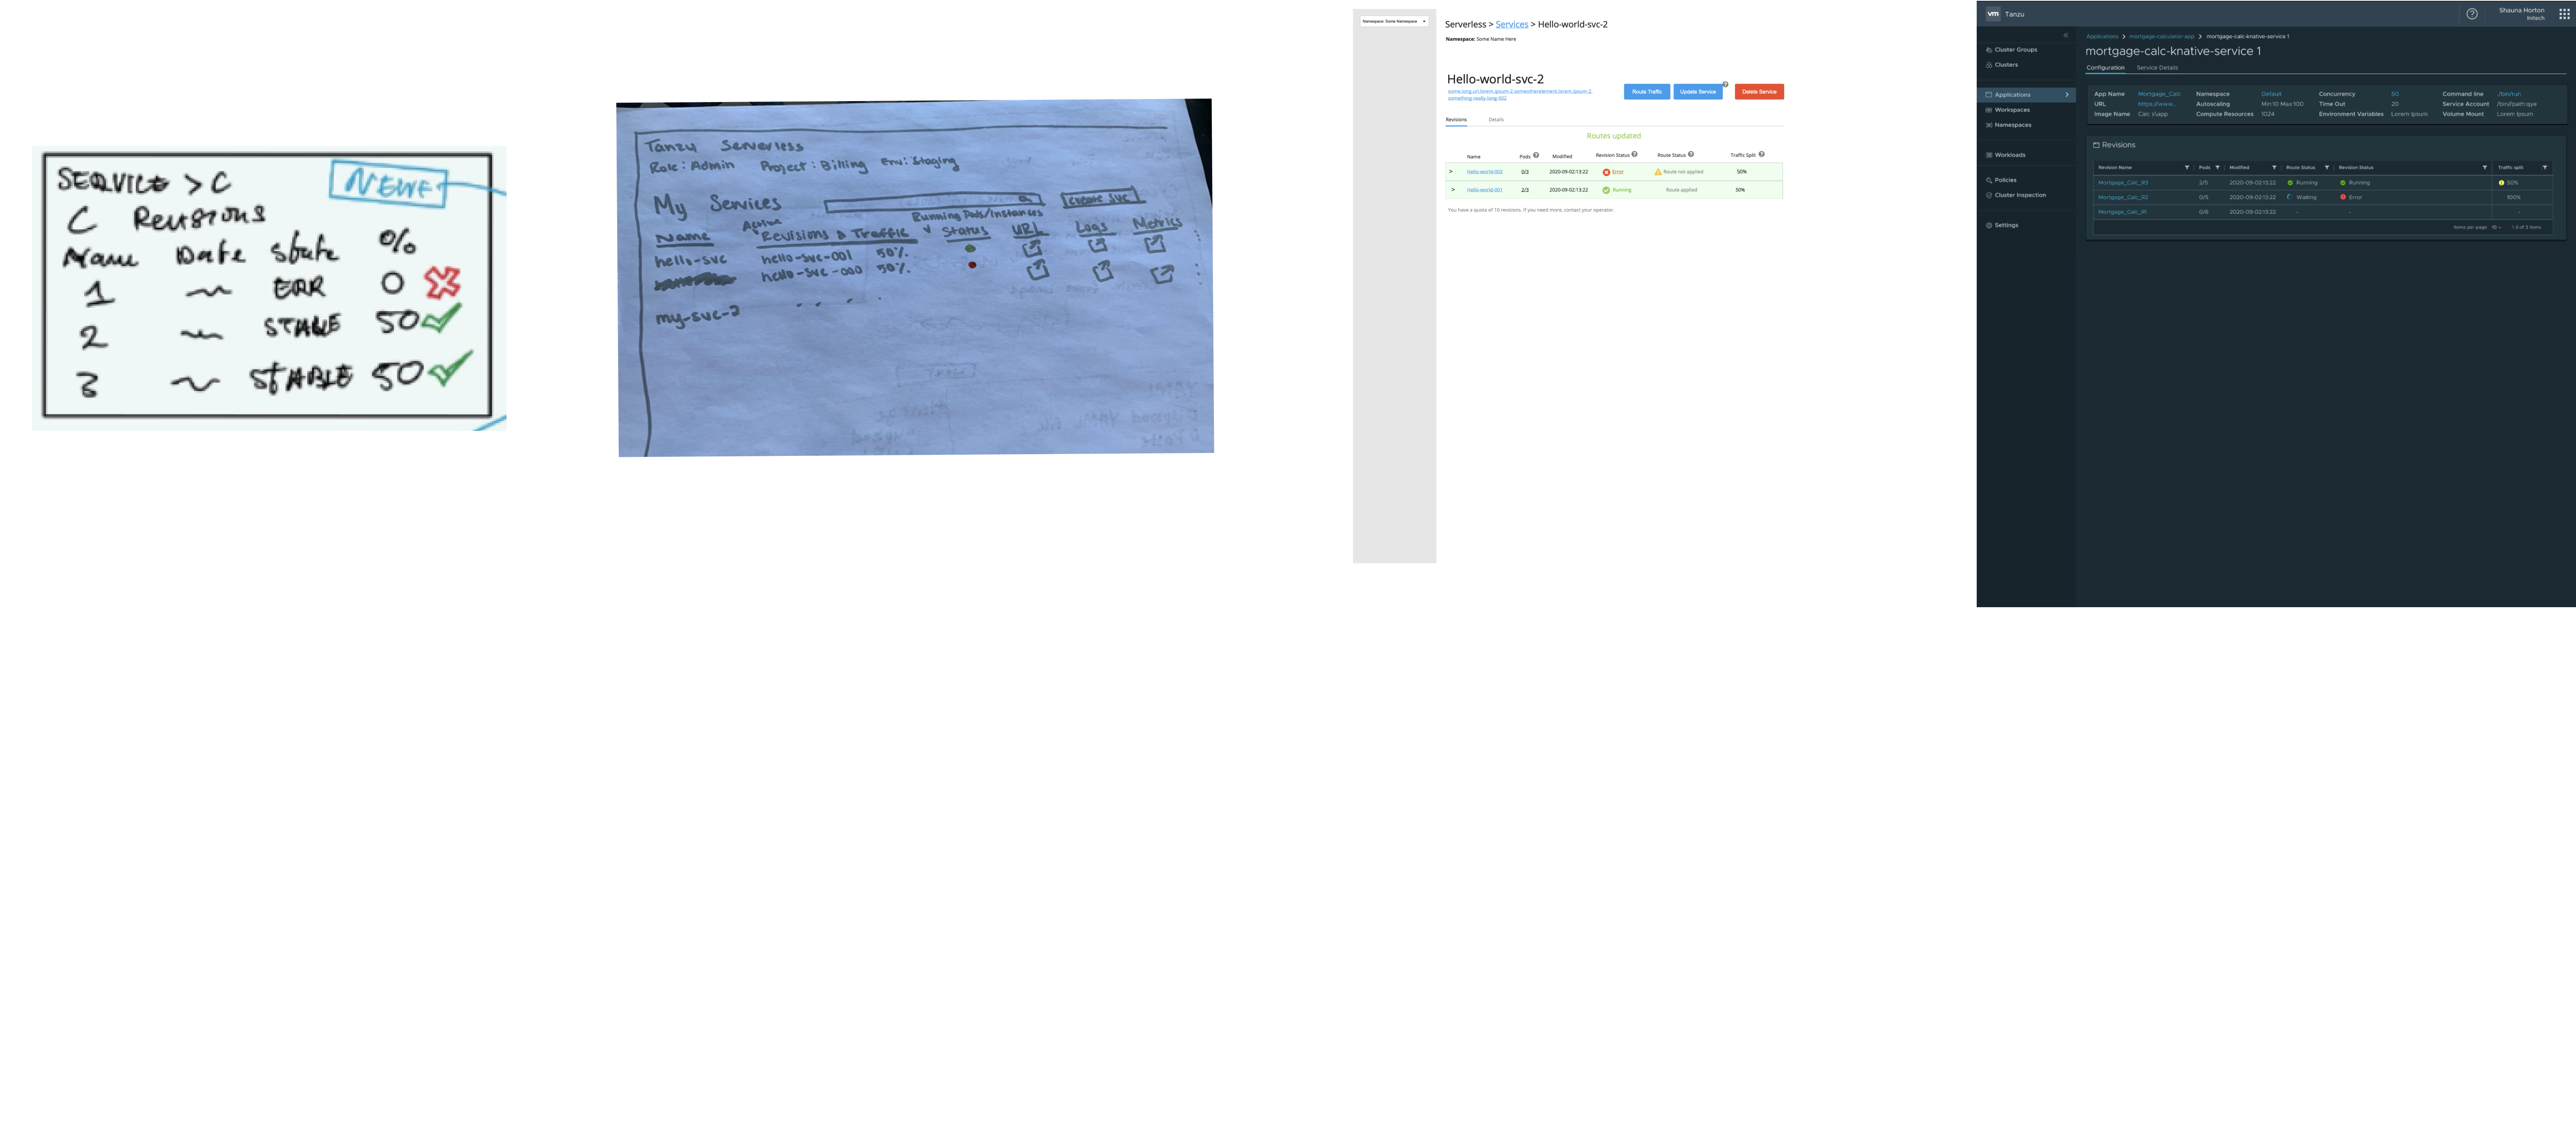 SERVICE > C
NEWE
C Revisions
Name Date State %
1 ERR 0
2 STABLE 50
3 STABLE 50
Tanzu Serverless
Role: Admin Project: Billing Env: Staging
My Services Create Svc
Running Pods/Instances
Name Active Revisions & Traffic Status URL Logs Metrics
hello-svc hello-svc-001 50%
hello-svc-000 50%
my-svc-2
Namespace: Some Namespace
Serverless > Services > Hello-world-svc-2
Namespace: Some Name Here
Hello-world-svc-2
some.long.url.lorem.ipsum-2.someotherelement.lorem.ipsum-2.
something.really.long-002
Route Traffic Update Service Delete Service
Revisions Details
Routes updated
Name Pods Modified Revision Status Route Status Traffic Split
> Hello-world-002 0/3 2020-09-02:13:22 Error Route not applied 50%
> Hello-world-001 2/3 2020-09-02:13:22 Running Route applied 50%
You have a quota of 10 revisions. If you need more, contact your operator.
vm Tanzu
Shauna Horton
Initech
Cluster Groups
Clusters
Applications
Workspaces
Namespaces
Workloads
Policies
Cluster Inspection
Settings
Applications > mortgage-calculator-app > mortgage-calc-knative-service 1
mortgage-calc-knative-service 1
Configuration Service Details
App Name Mortgage_Calc Namespace Default Concurrency 50 Command line ./bin/run
URL https://www.. Autoscaling Min:10 Max:100 Time Out 20 Service Account /bin/path:qye
Image Name Calc x\app Compute Resources 1024 Environment Variables Lorem Ipsum Volume Mount Lorem Ipsum
Revisions
Revision Name Pods Modified Route Status Revision Status Traffic split
Mortgage_Calc_R3 2/5 2020-09-02:13:22 Running Running 50%
Mortgage_Calc_R2 0/5 2020-09-02:13:22 Waiting Error 100%
Mortgage_Calc_R1 0/6 2020-09-02:13:22 - - -
Items per page 10 1-3 of 3 items